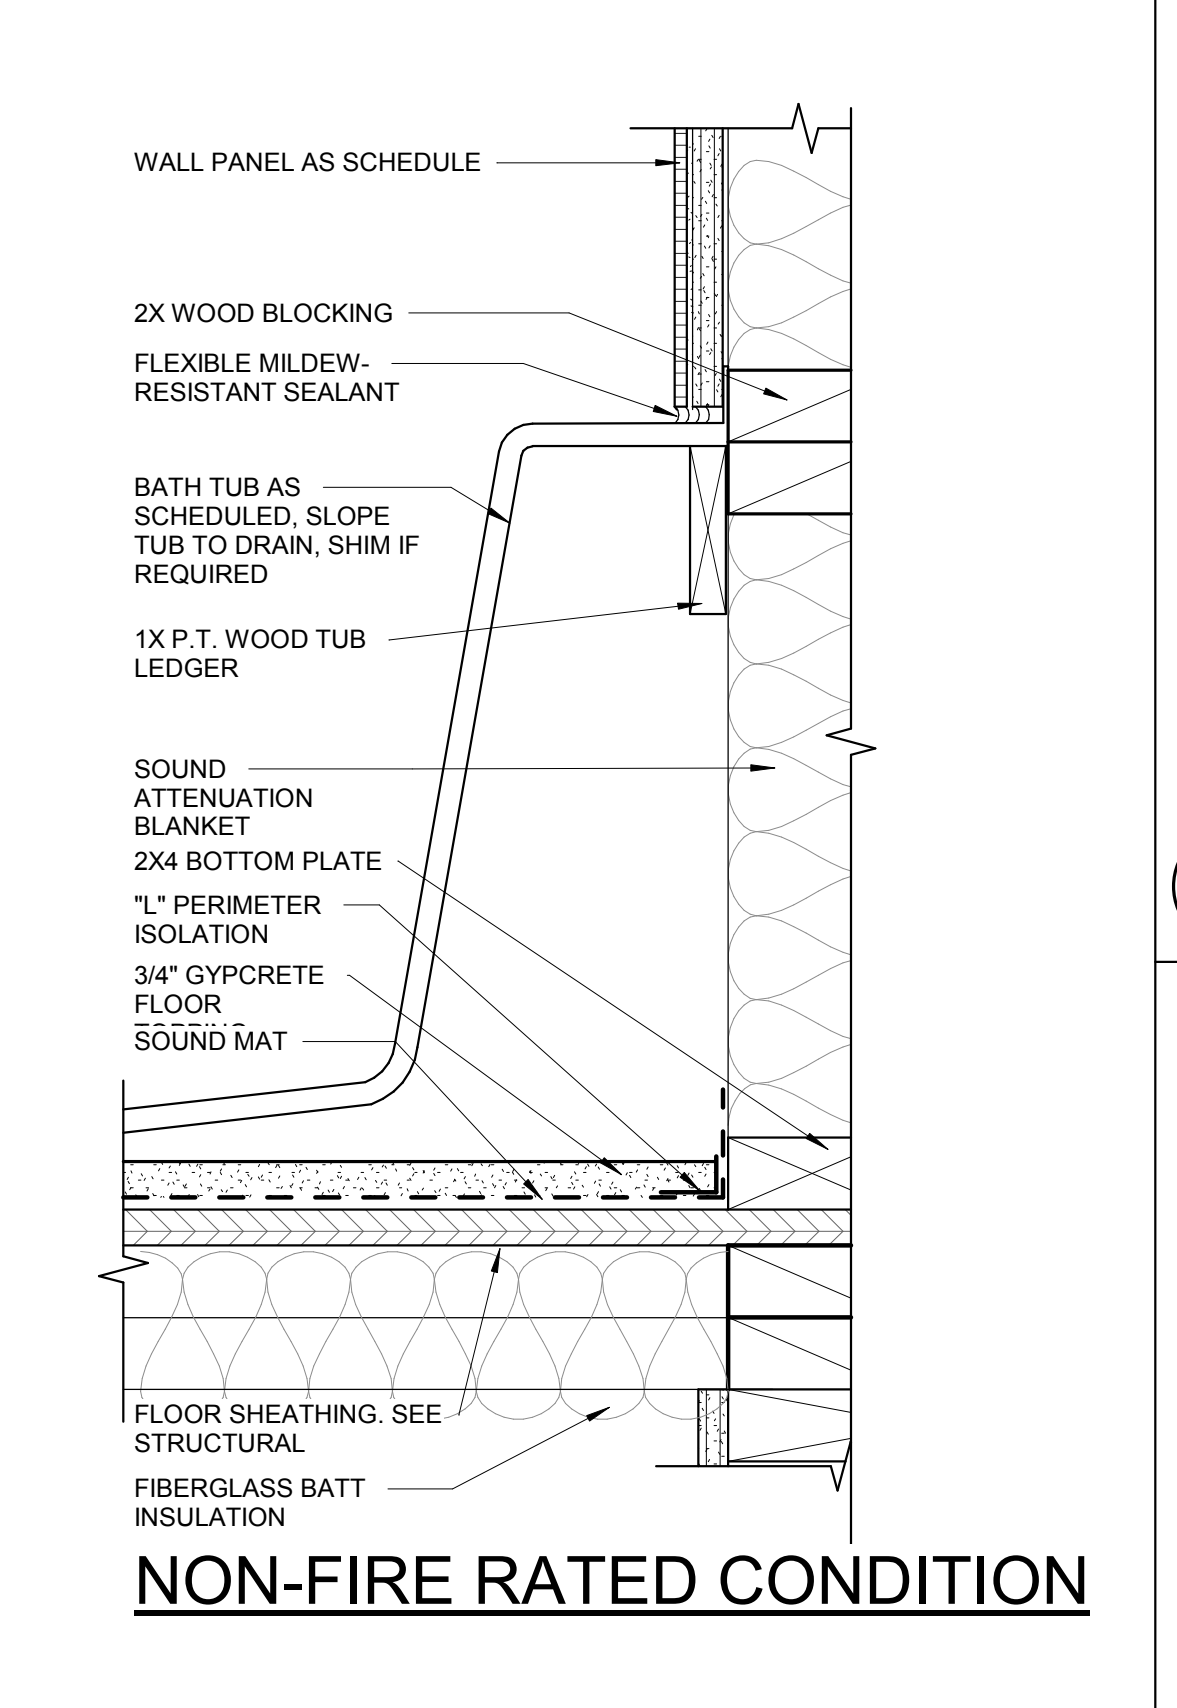 WALL PANEL AS SCHEDULE
2X WOOD BLOCKING
FLEXIBLE MILDEW-
RESISTANT SEALANT
BATH TUB AS
SCHEDULED, SLOPE
TUB TO DRAIN, SHIM IF
REQUIRED
1X P.T. WOOD TUB
LEDGER
SOUND
ATTENUATION
BLANKET
2X4 BOTTOM PLATE
"L" PERIMETER
ISOLATION
3/4" GYPCRETE
FLOOR
SOUND MAT
FLOOR SHEATHING. SEE
STRUCTURAL
FIBERGLASS BATT
INSULATION
NON-FIRE RATED CONDITION